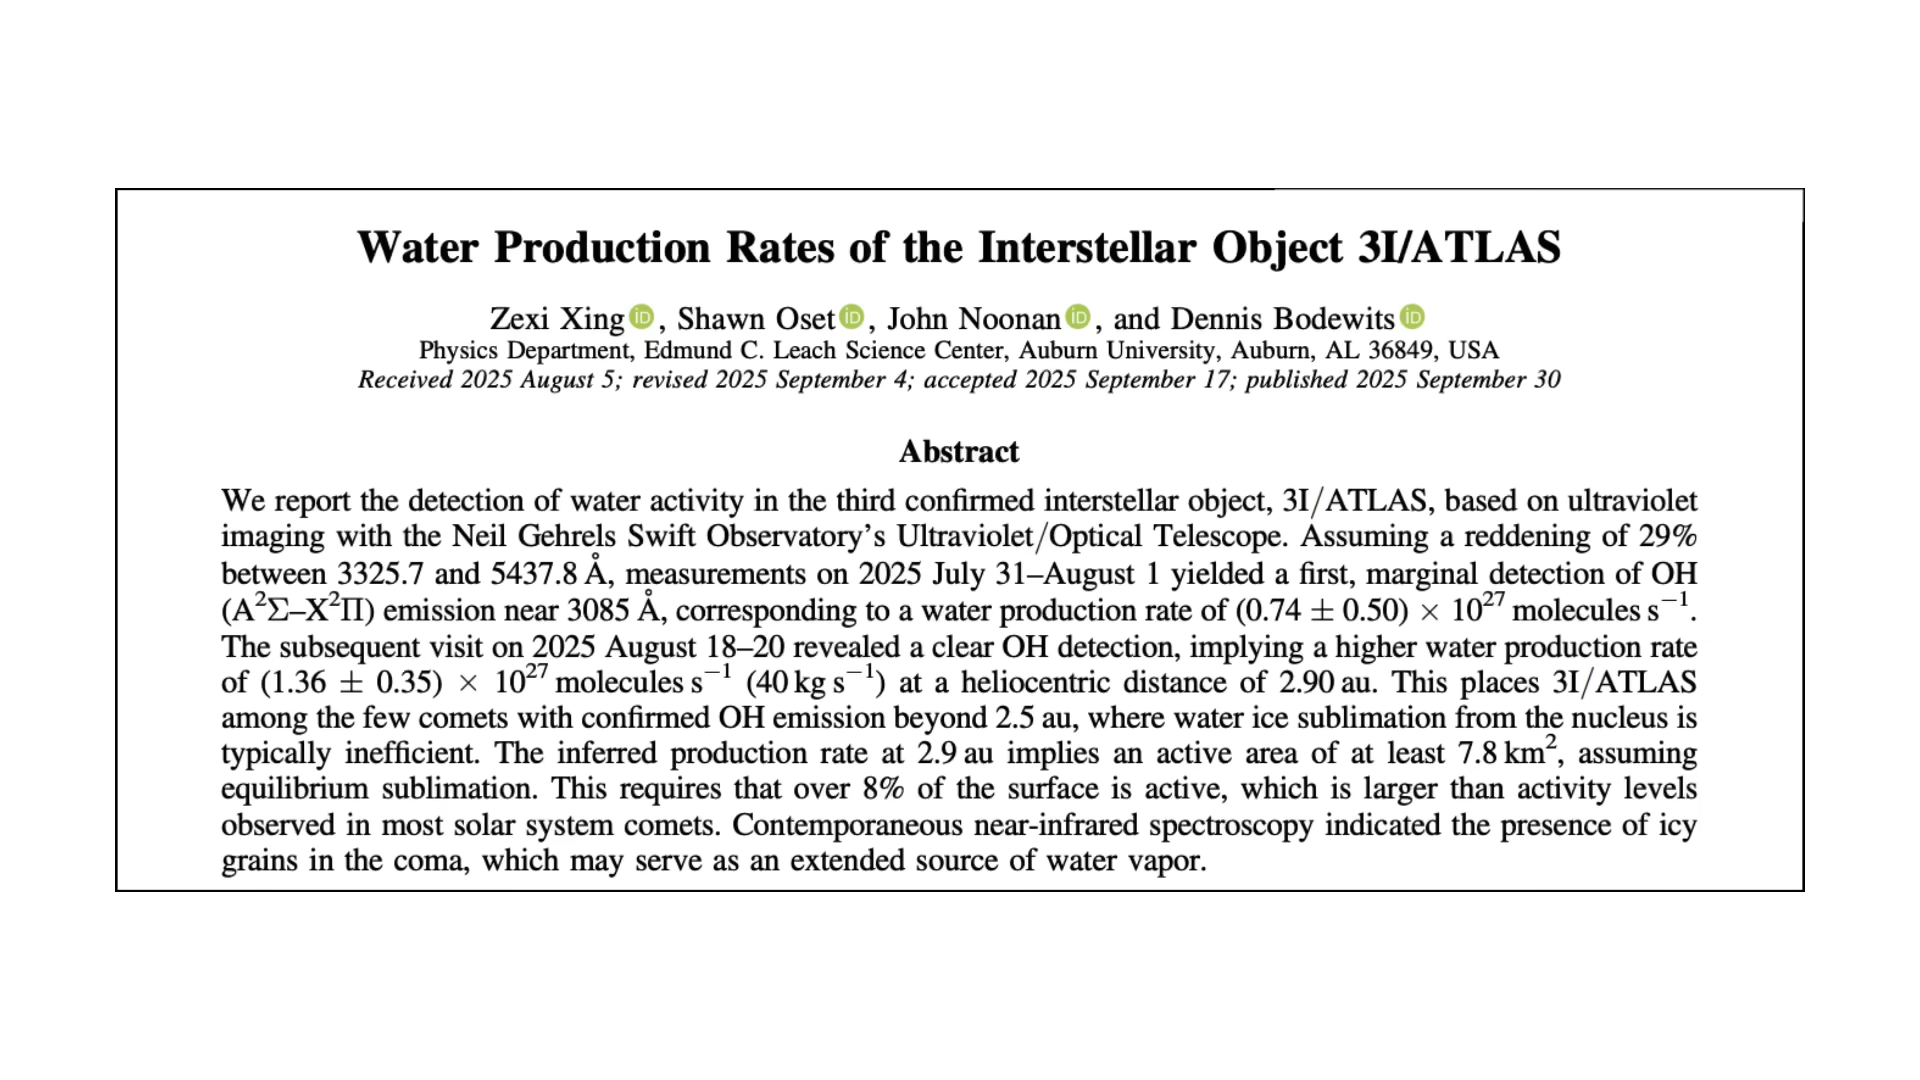 Water Production Rates of the Interstellar Object 3I/ATLAS
Zexi Xing iD, Shawn Oset iD, John Noonan iD, and Dennis Bodewits iD
Physics Department, Edmund C. Leach Science Center, Auburn University, Auburn, AL 36849, USA
Received 2025 August 5; revised 2025 September 4; accepted 2025 September 17; published 2025 September 30
Abstract
We report the detection of water activity in the third confirmed interstellar object, 3I/ATLAS, based on ultraviolet
imaging with the Neil Gehrels Swift Observatory's Ultraviolet/Optical Telescope. Assuming a reddening of 29%
between 3325.7 and 5437.8 Å, measurements on 2025 July 31–August 1 yielded a first, marginal detection of OH
(A²Σ–X²Π) emission near 3085 Å, corresponding to a water production rate of (0.74 ± 0.50) × 10²⁷ molecules s⁻¹.
The subsequent visit on 2025 August 18–20 revealed a clear OH detection, implying a higher water production rate
of (1.36 ± 0.35) × 10²⁷ molecules s⁻¹ (40 kg s⁻¹) at a heliocentric distance of 2.90 au. This places 3I/ATLAS
among the few comets with confirmed OH emission beyond 2.5 au, where water ice sublimation from the nucleus is
typically inefficient. The inferred production rate at 2.9 au implies an active area of at least 7.8 km², assuming
equilibrium sublimation. This requires that over 8% of the surface is active, which is larger than activity levels
observed in most solar system comets. Contemporaneous near-infrared spectroscopy indicated the presence of icy
grains in the coma, which may serve as an extended source of water vapor.